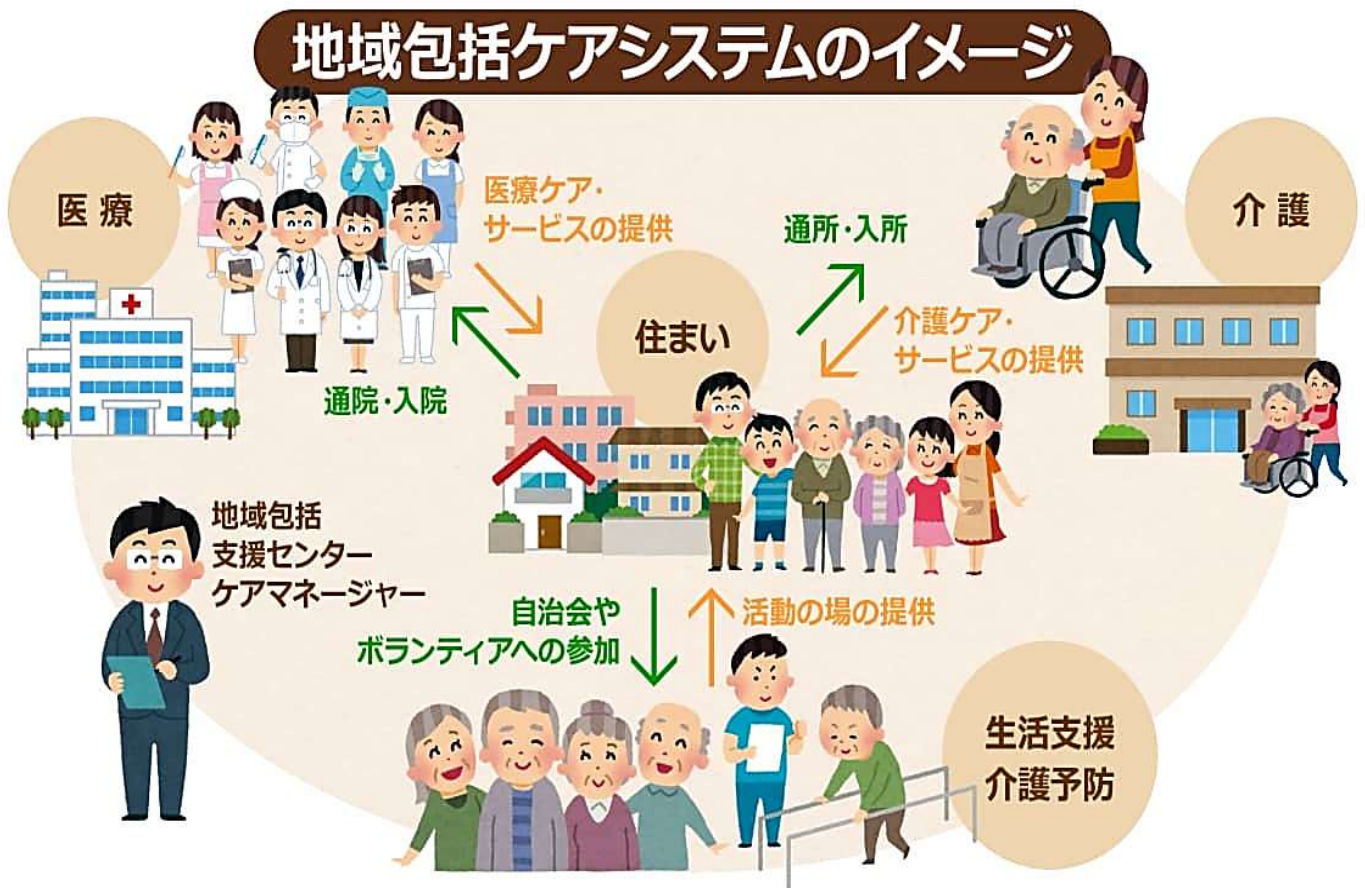 地域包括ケアシステムのイメージ
医療
医療ケア・
サービスの提供
通院・入院
住まい
通所・入所
介護ケア・
サービスの提供
介護
地域包括
支援センター
ケアマネージャー
自治会や
ボランティアへの参加
活動の場の提供
生活支援
介護予防